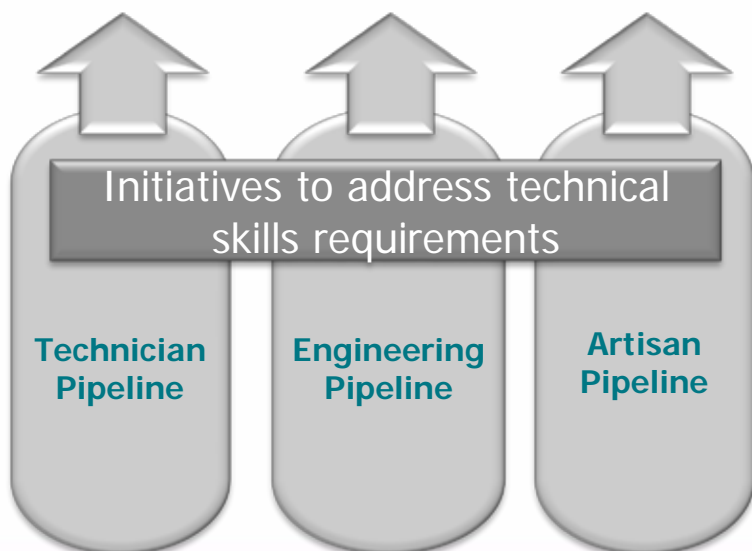 Initiatives to address technical
skills requirements
Technician
Pipeline
Engineering
Pipeline
Artisan
Pipeline